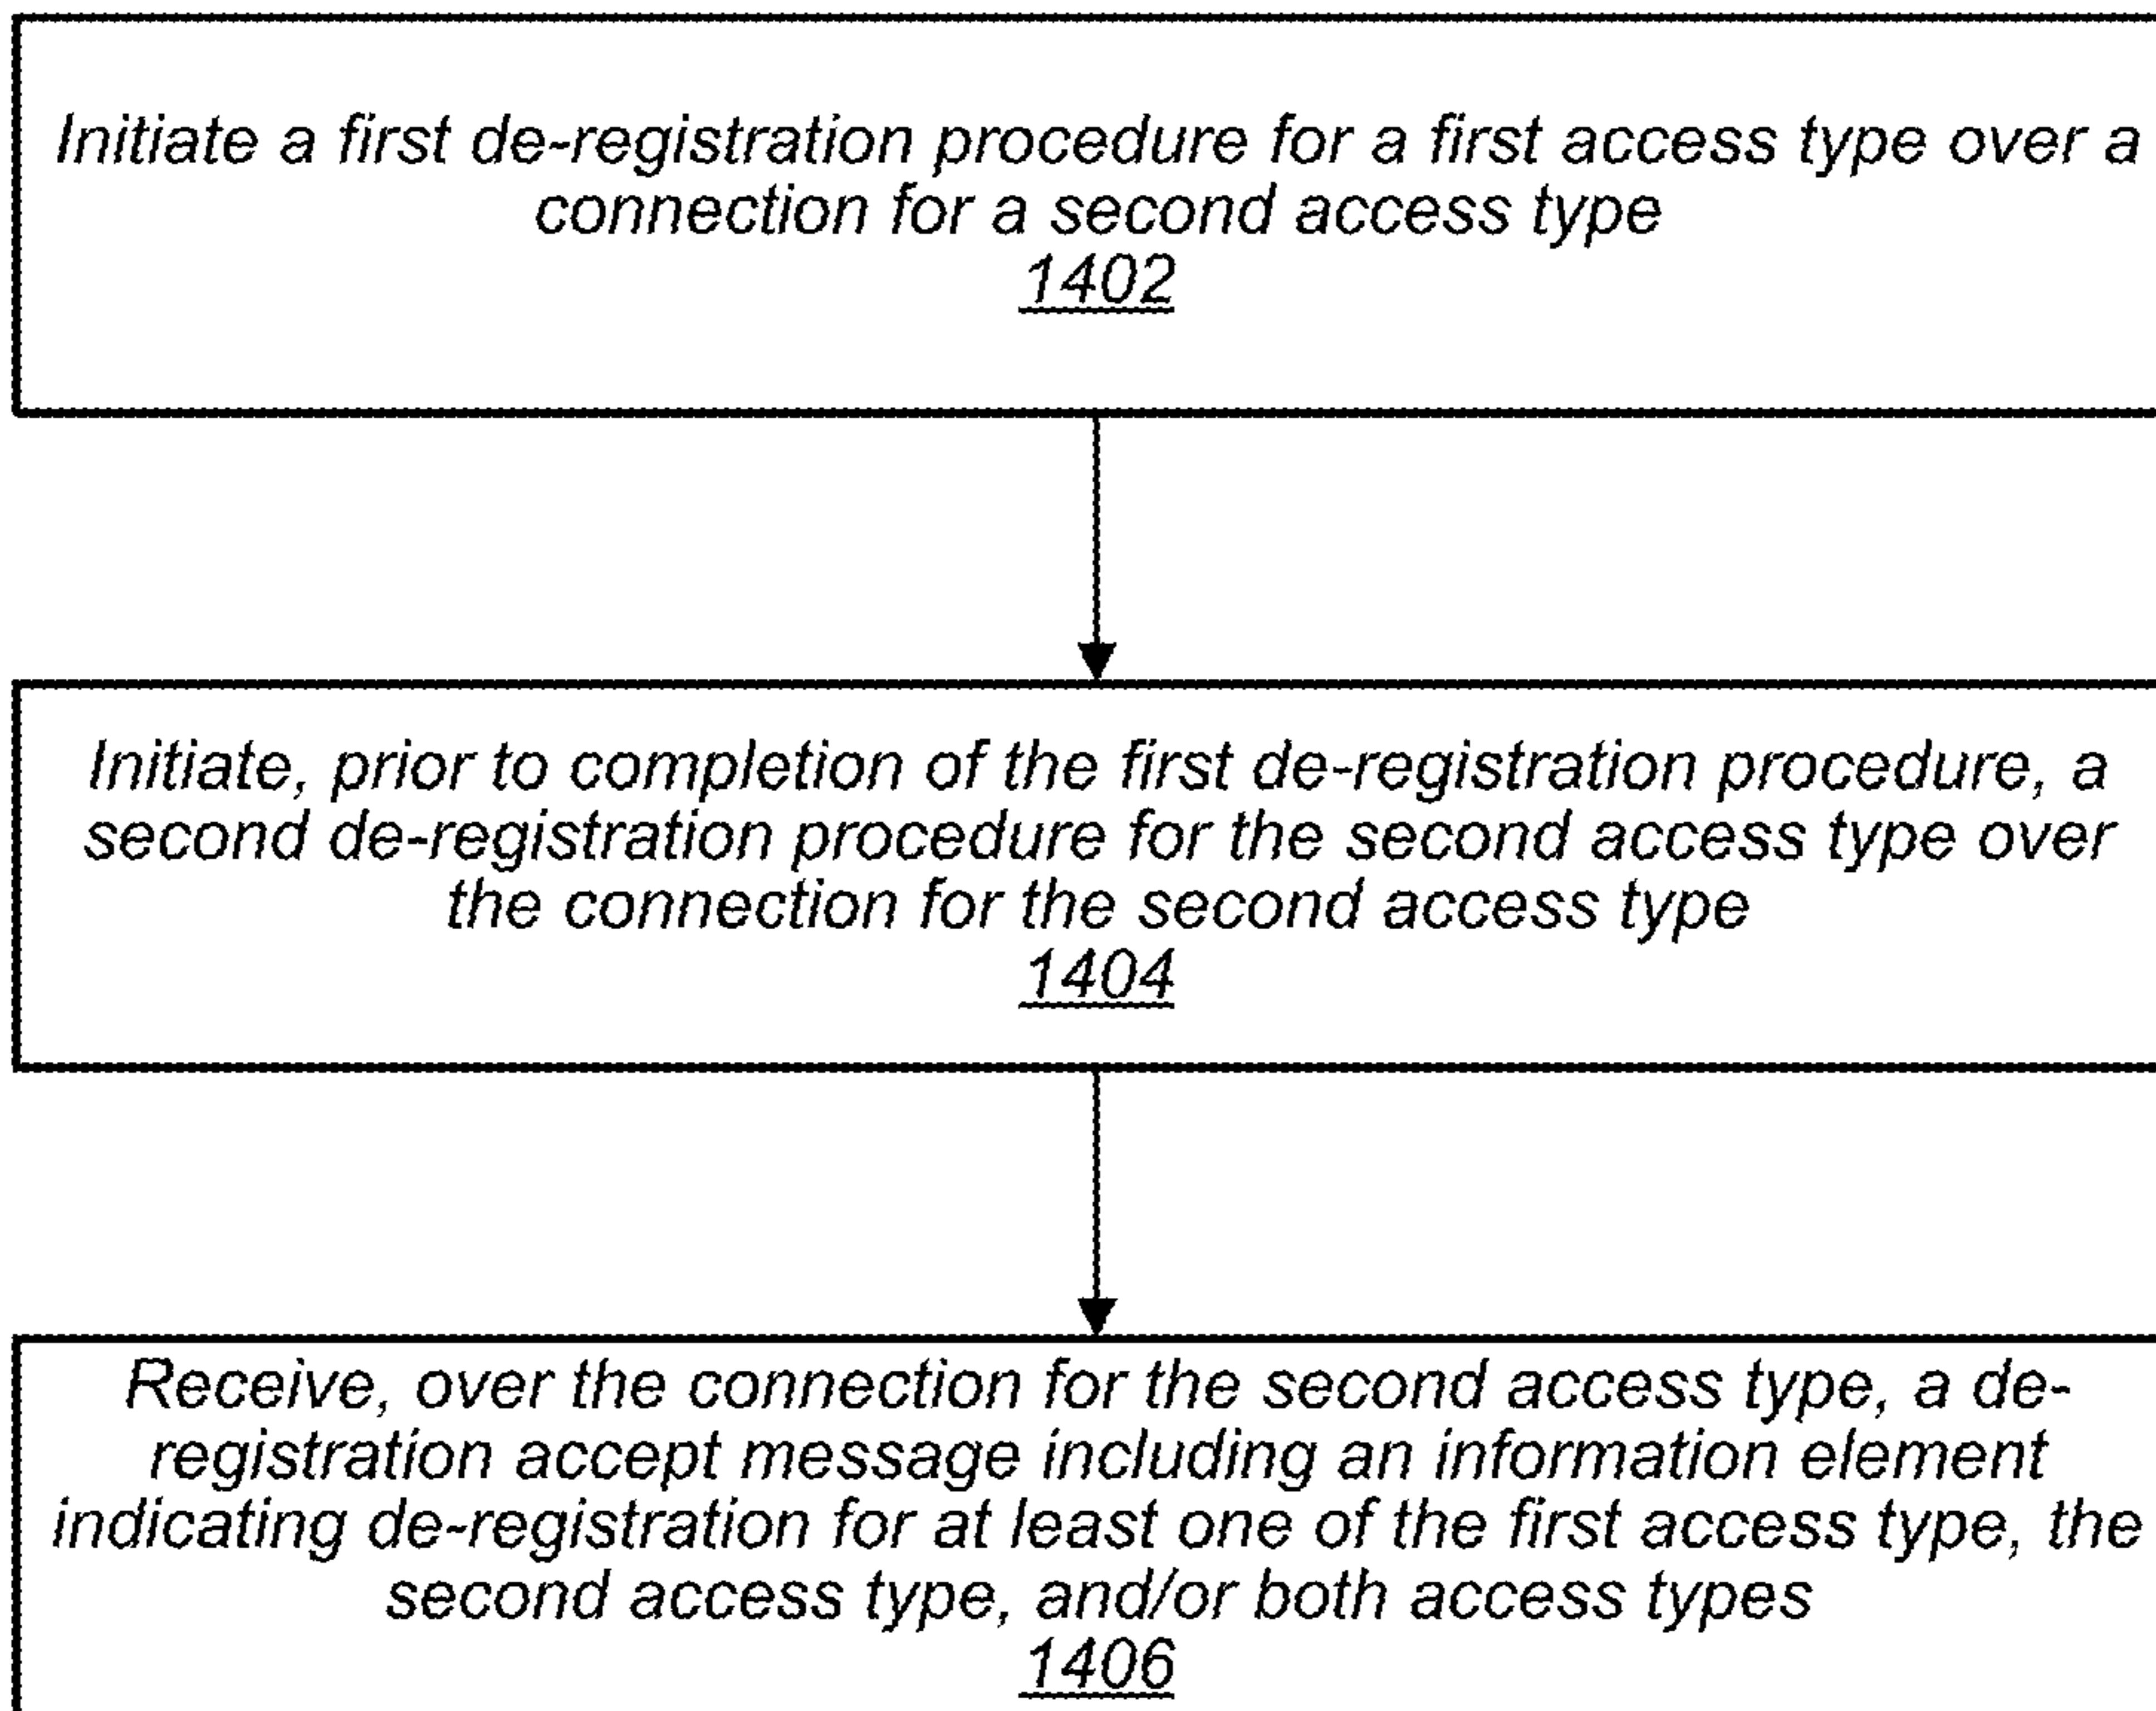 Initiate a first de-registration procedure for a first access type over a
connection for a second access type
1402
Initiate, prior to completion of the first de-registration procedure, a
second de-registration procedure for the second access type over
the connection for the second access type
1404
Receive, over the connection for the second access type, a de-
registration accept message including an information element
indicating de-registration for at least one of the first access type, the
second access type, and/or both access types
1406